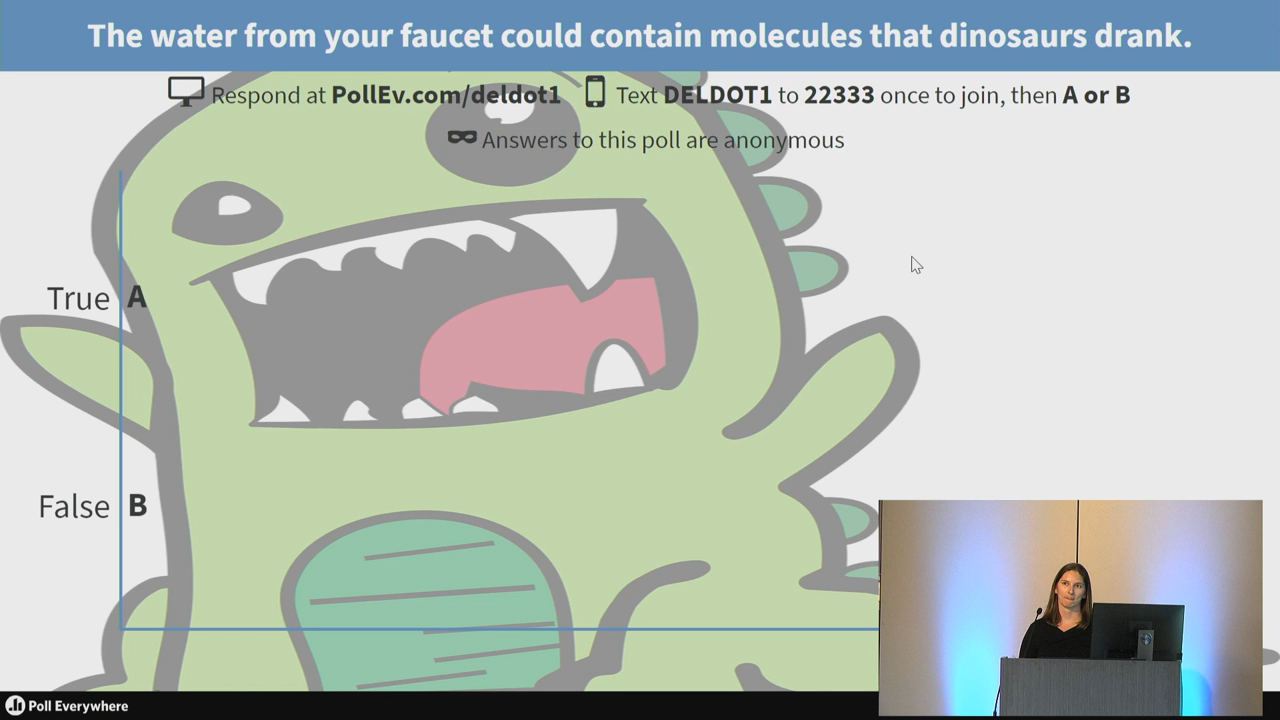 The water from your faucet could contain molecules that dinosaurs drank.
Respond at PollEv.com/deldot1 Text DELDOT1 to 22333 once to join, then A or B
Answers to this poll are anonymous
True A
False B
Poll Everywhere